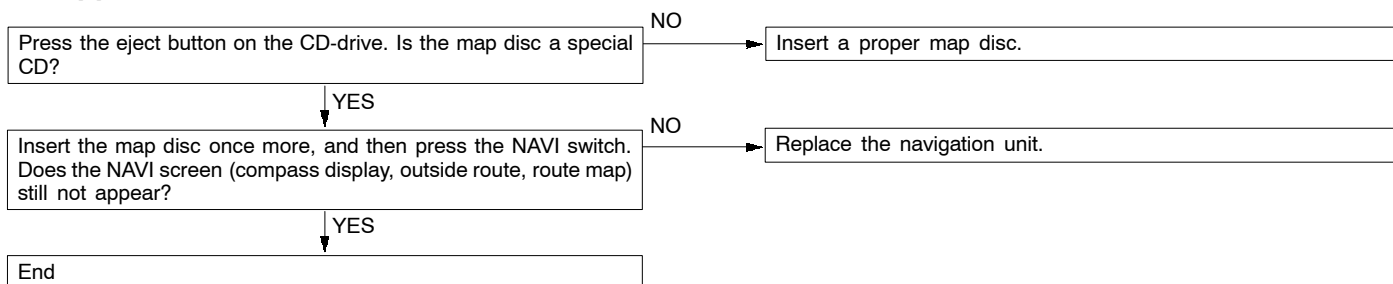 NO
Press the eject button on the CD-drive. Is the map disc a special
CD?
Insert a proper map disc.
YES
NO
Insert the map disc once more, and then press the NAVI switch.
Does the NAVI screen (compass display, outside route, route map)
still not appear?
Replace the navigation unit.
YES
End